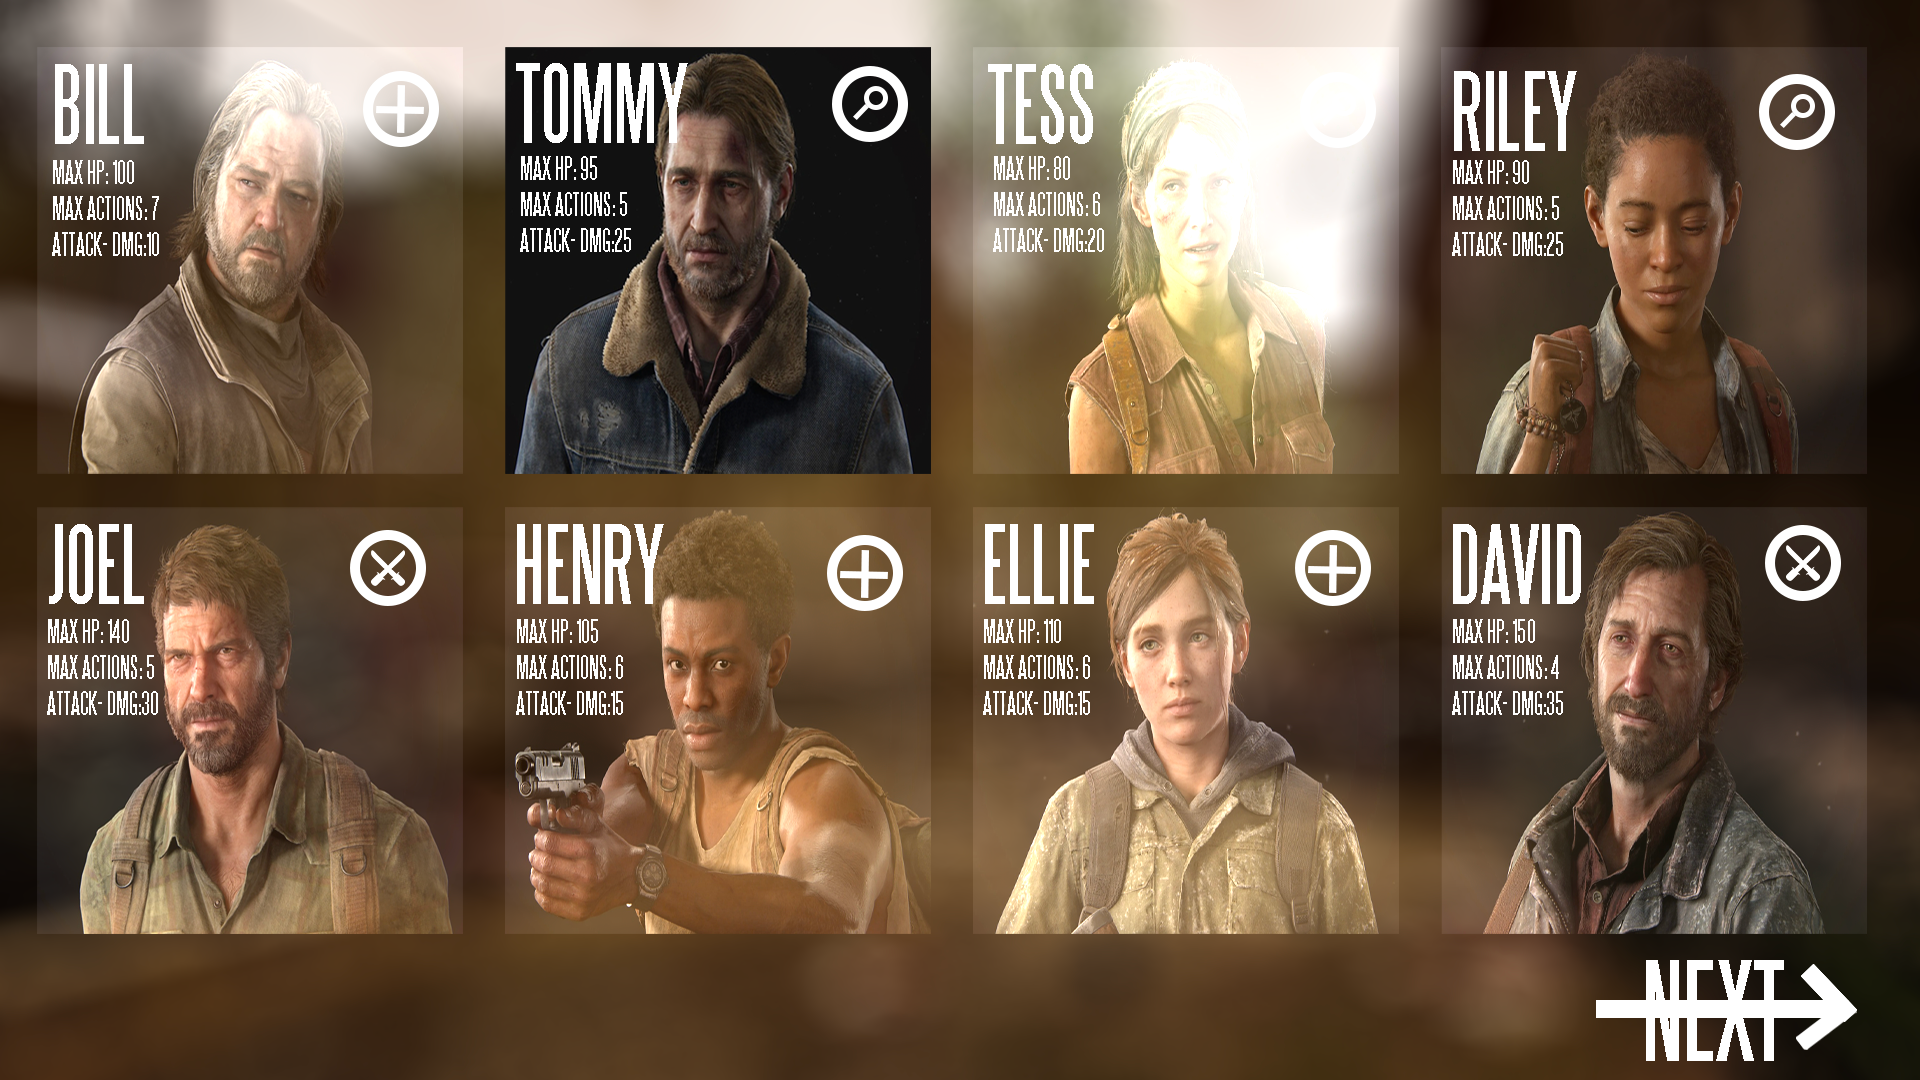 BILL
MAX HP: 100
MAX ACTIONS: 7
ATTACK- DMG:10
TOMMY
MAX HP: 95
MAX ACTIONS: 5
ATTACK- DMG:25
TESS
MAX HP: 80
MAX ACTIONS: 6
ATTACK- DMG:20
RILEY
MAX HP: 90
MAX ACTIONS: 5
ATTACK- DMG:25
JOEL
MAX HP: 140
MAX ACTIONS: 5
ATTACK- DMG:30
HENRY
MAX HP: 105
MAX ACTIONS: 6
ATTACK- DMG:15
ELLIE
MAX HP: 110
MAX ACTIONS: 6
ATTACK- DMG:15
DAVID
MAX HP: 150
MAX ACTIONS: 4
ATTACK- DMG:35
NEXT